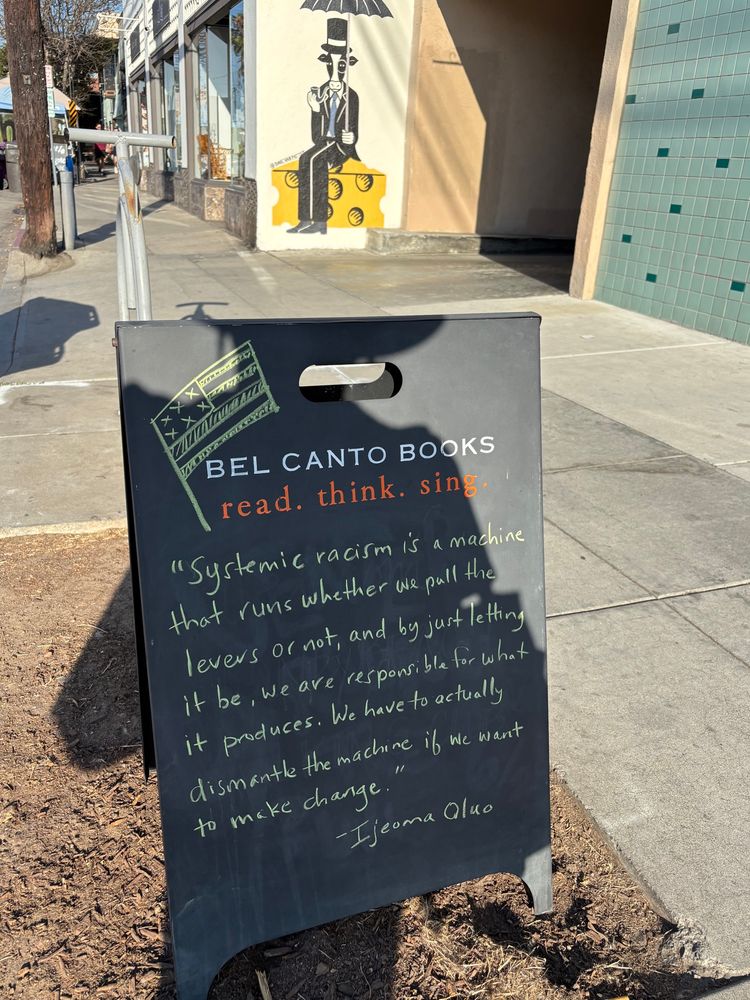 BEL CANTO BOOKS
read. think. sing.
"Systemic racism is a machine
that runs whether we pull the
levers or not, and by just letting
it be, we are responsible for what
it produces. We have to actually
dismantle the machine if we want
to make change."
-Ijeoma Oluo